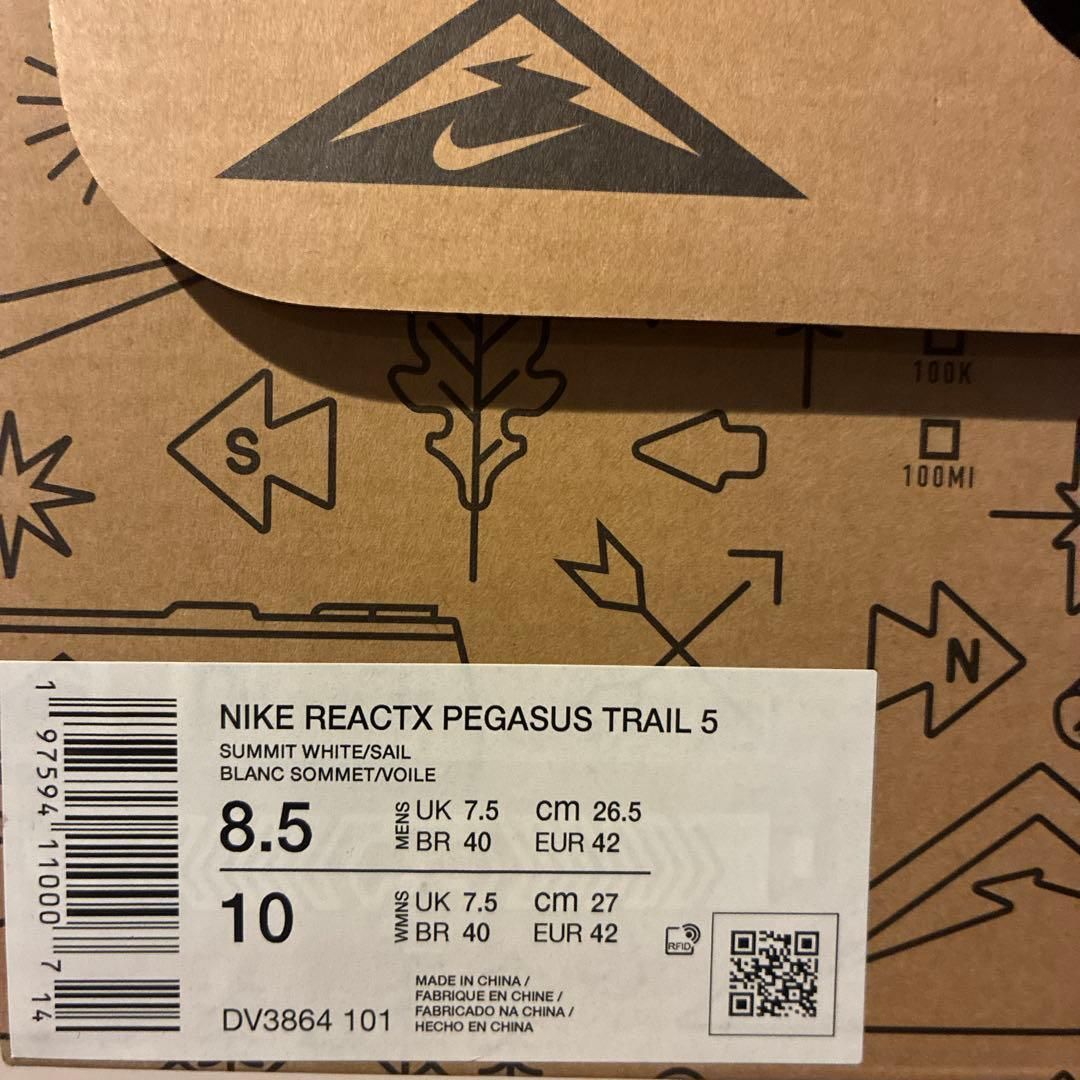 100K
S
100MI
N
NIKE REACTX PEGASUS TRAIL 5
SUMMIT WHITE/SAIL
BLANC SOMMET/VOILE
8.5
MENS
UK 7.5 cm 26.5
BR 40 EUR 42
10
WMNS
UK 7.5 cm 27
BR 40 EUR 42
RFID
DV3864 101
MADE IN CHINA /
FABRIQUE EN CHINE /
FABRICADO NA CHINA /
HECHO EN CHINA
1 97594 11000 7 14